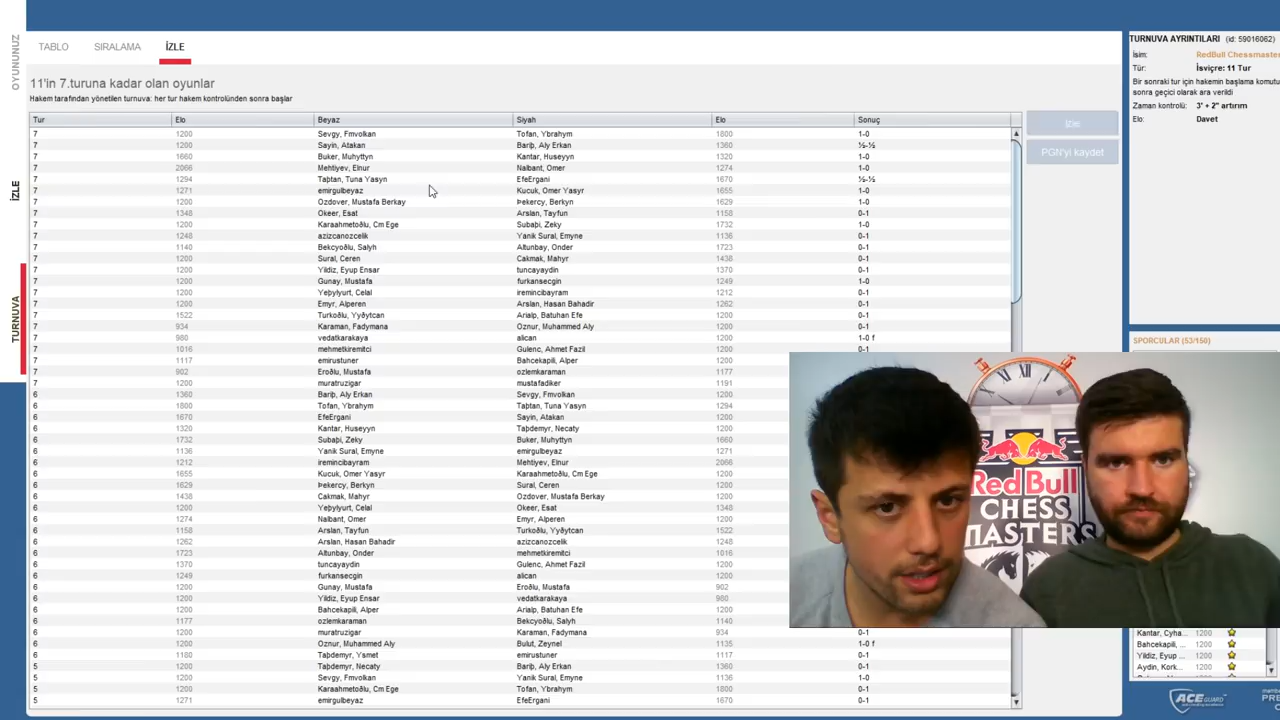 OYUNUNUZ
İZLE
TURNUVA
TABLO SIRALAMA İZLE
11'in 7.turuna kadar olan oyunlar
Hakem tarafından yönetilen turnuva: her tur hakem kontrolünden sonra başlar
Tur Elo Beyaz Siyah Elo Sonuç
7 1200 Sevgy, Fmvolkan Tofan, Ybrahym 1800 1-0
7 1200 Sayin, Atakan Bariþ, Aly Erkan 1360 ½-½
7 1660 Buker, Muhyttyn Kantar, Huseyyn 1320 1-0
7 2066 Mehtiyev, Elnur Nalbant, Omer 1274 1-0
7 1294 Taþtan, Tuna Yasyn EfeErgani 1670 ½-½
7 1271 emirgulbeyaz Kucuk, Omer Yasyr 1655 1-0
7 1200 Ozdover, Mustafa Berkay Þekercy, Berkyn 1629 1-0
7 1348 Okeer, Esat Arslan, Tayfun 1158 0-1
7 1200 Karaahmetoðlu, Cm Ege Subaþi, Zeky 1732 1-0
7 1248 azizcanozcelik Yanik Sural, Emyne 1136 0-1
7 1140 Bekcyoðlu, Salyh Altunbay, Onder 1723 0-1
7 1200 Sural, Ceren Cakmak, Mahyr 1438 0-1
7 1200 Yildiz, Eyup Ensar tuncayaydin 1370 0-1
7 1200 Gunay, Mustafa furkansecgin 1249 1-0
7 1200 Yeþylyurt, Celal iremincibayram 1212 0-1
7 1200 Emyr, Alperen Arslan, Hasan Bahadir 1262 0-1
7 1522 Turkoðlu, Yyðytcan Arialp, Batuhan Efe 1200 0-1
7 934 Karaman, Fadymana Oznur, Muhammed Aly 1200 0-1
7 980 vedatkarakaya alican 1200 1-0 f
7 1016 mehmetkiremitci Gulenc, Ahmet Fazil 1200 0-1
7 1117 emirustuner Bahcekapili, Alper 1200
7 902 Eroðlu, Mustafa ozlemkaraman 1177
7 1200 muratruzigar mustafadiker 1191
6 1360 Bariþ, Aly Erkan Sevgy, Fmvolkan 1200
6 1800 Tofan, Ybrahym Taþtan, Tuna Yasyn 1294
6 1670 EfeErgani Sayin, Atakan 1200
6 1320 Kantar, Huseyyn Taþdemyr, Necaty 1200
6 1732 Subaþi, Zeky Buker, Muhyttyn 1660
6 1136 Yanik Sural, Emyne emirgulbeyaz 1271
6 1212 iremincibayram Mehtiyev, Elnur 2066
6 1655 Kucuk, Omer Yasyr Karaahmetoðlu, Cm Ege 1200
6 1629 Þekercy, Berkyn Sural, Ceren 1200
6 1438 Cakmak, Mahyr Ozdover, Mustafa Berkay 1200
6 1200 Yeþylyurt, Celal Okeer, Esat 1348
6 1274 Nalbant, Omer Emyr, Alperen 1200
6 1158 Arslan, Tayfun Turkoðlu, Yyðytcan 1522
6 1262 Arslan, Hasan Bahadir azizcanozcelik 1248
6 1723 Altunbay, Onder mehmetkiremitci 1016
6 1370 tuncayaydin Gulenc, Ahmet Fazil 1200
6 1249 furkansecgin alican 1200
6 1200 Gunay, Mustafa Eroðlu, Mustafa 902
6 1200 Yildiz, Eyup Ensar vedatkarakaya 980
6 1200 Bahcekapili, Alper Arialp, Batuhan Efe 1200
6 1177 ozlemkaraman Bekcyoðlu, Salyh 1140
6 1200 muratruzigar Karaman, Fadymana 934 0-1
6 1200 Oznur, Muhammed Aly Bulut, Zeynel 1135 1-0 f
6 1180 Taþdemyr, Ysmet emirustuner 1117 0-1
5 1200 Taþdemyr, Necaty Bariþ, Aly Erkan 1360 0-1
5 1200 Sevgy, Fmvolkan Yanik Sural, Emyne 1136 1-0
5 1200 Karaahmetoðlu, Cm Ege Tofan, Ybrahym 1800 0-1
5 1271 emirgulbeyaz EfeErgani 1670 0-1
İzle
PGN'yi kaydet
TURNUVA AYRINTILARI (id: 59016062)
İsim: RedBull Chessmaste
Tür: İsviçre: 11 Tur
Bir sonraki tur için hakemin başlama komutu
sonra geçici olarak ara verildi
Zaman kontrolü: 3' + 2" artırım
Elo: Davet
SPORCULAR (53/150)
Red Bull
CHESS
MASTERS
Kantar, Cyha... 1200
Bahcekapili, ... 1200
Yildiz, Eyup ... 1200
Aydin, Kork... 1200
ACEGUARD
PRE